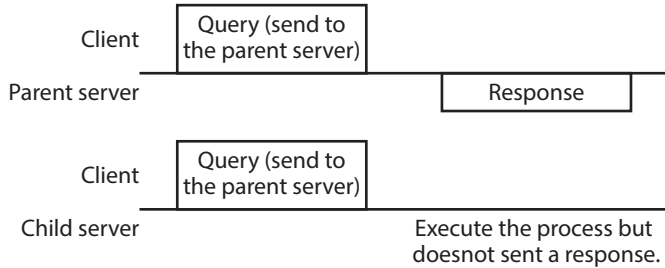 Client
Query (send to
the parent server)
Parent server
Response
Client
Query (send to
the parent server)
Child server
Execute the process but
doesnot sent a response.